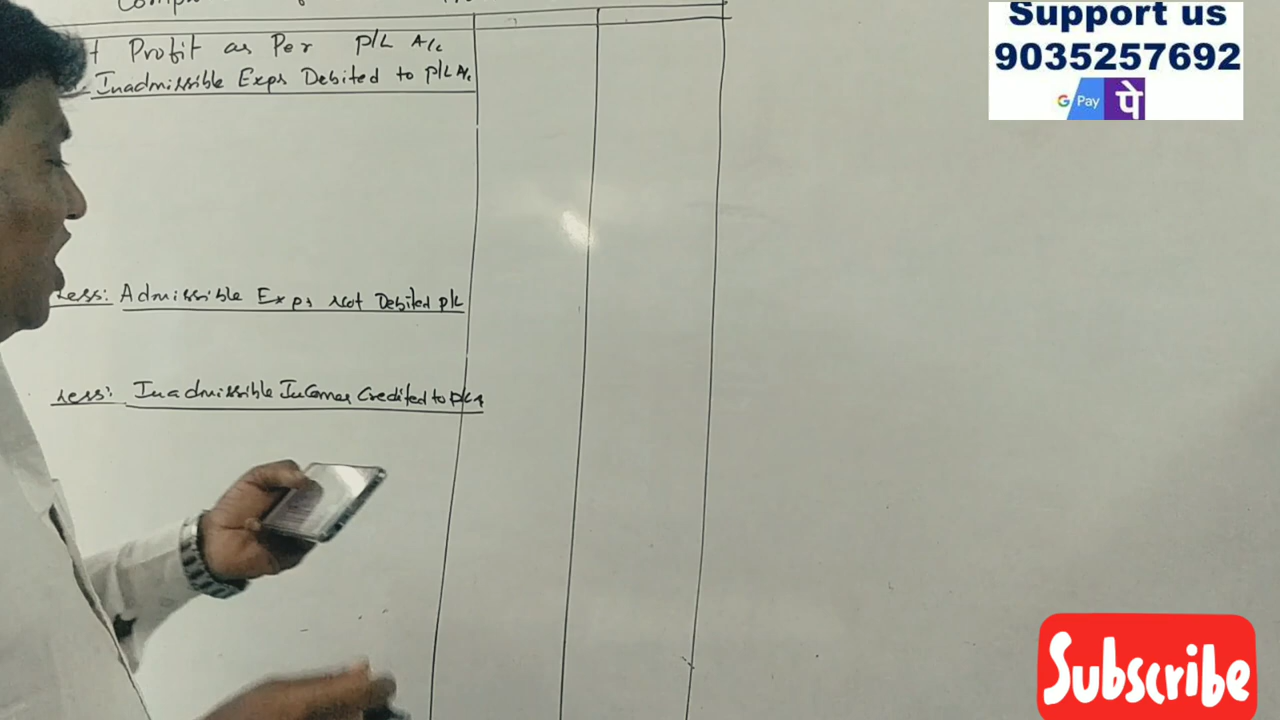 Support us
9035257692
G Pay पे
Profit as Per P/L A/c
Inadmissible Exps Debited to P/L A/c
Less: Admissible Exps not Debited P/L
Less: Inadmissible Incomes Credited to P/L
Subscribe